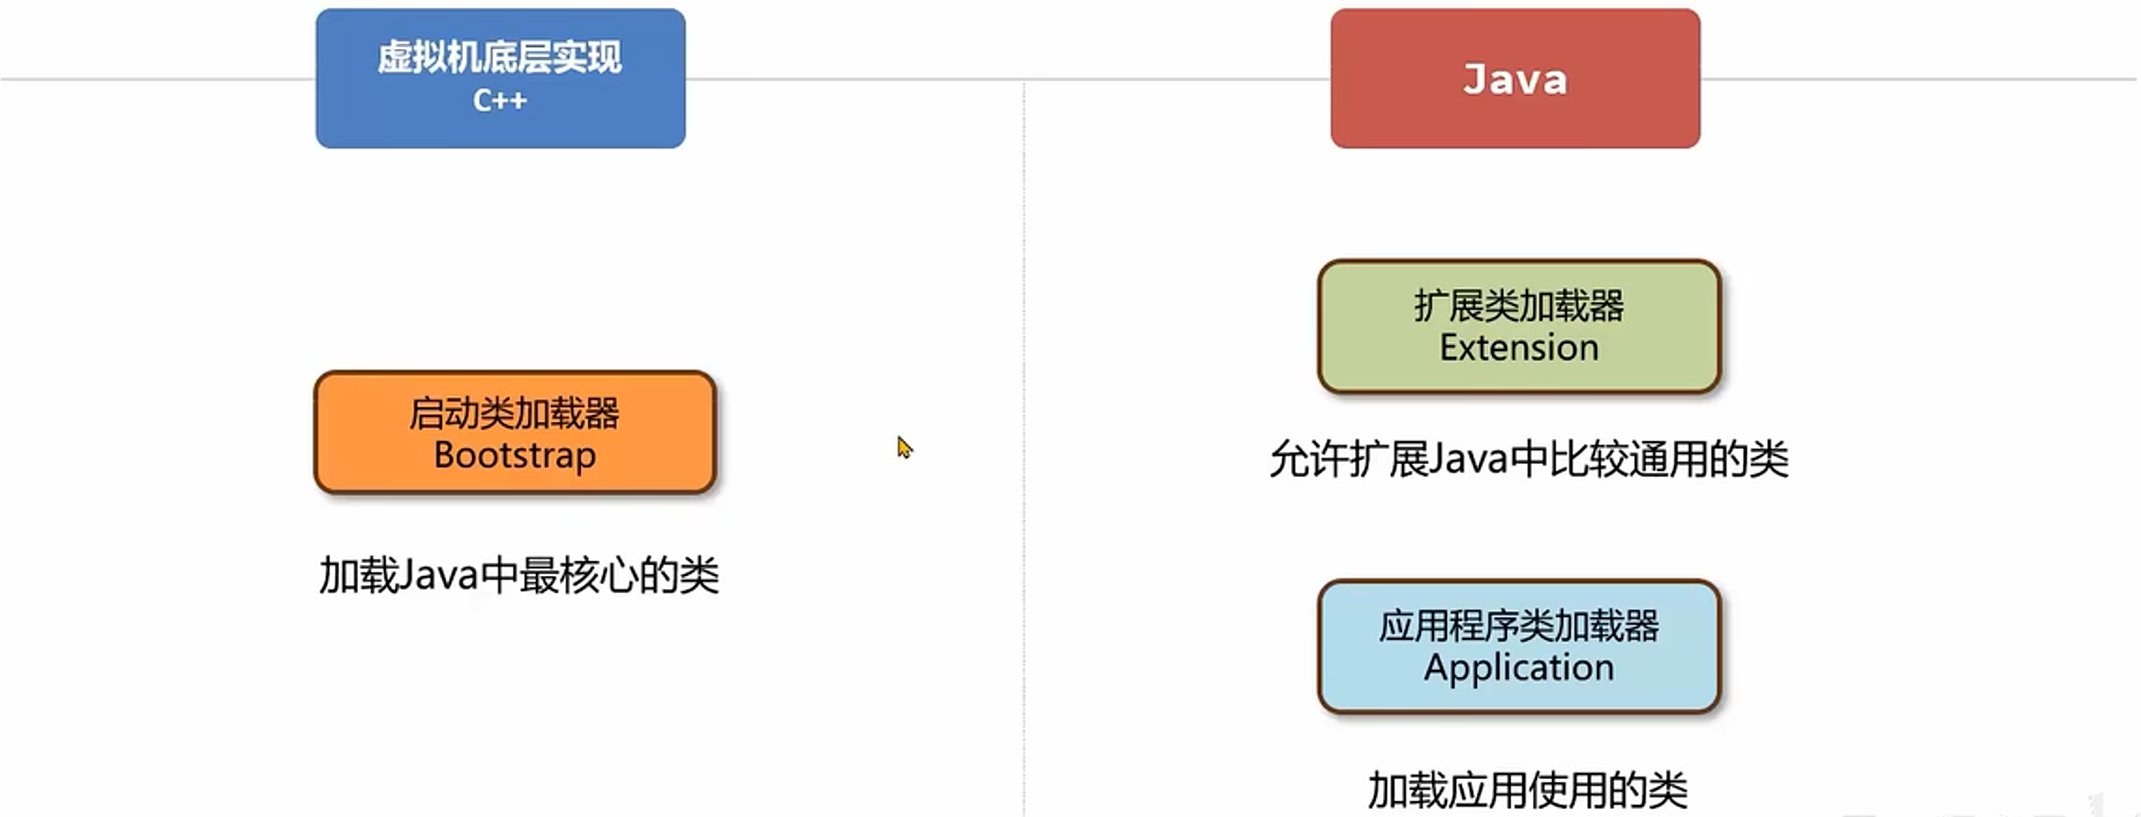 虚拟机底层实现
C++
Java
启动类加载器
Bootstrap
加载Java中最核心的类
扩展类加载器
Extension
允许扩展Java中比较通用的类
应用程序类加载器
Application
加载应用使用的类